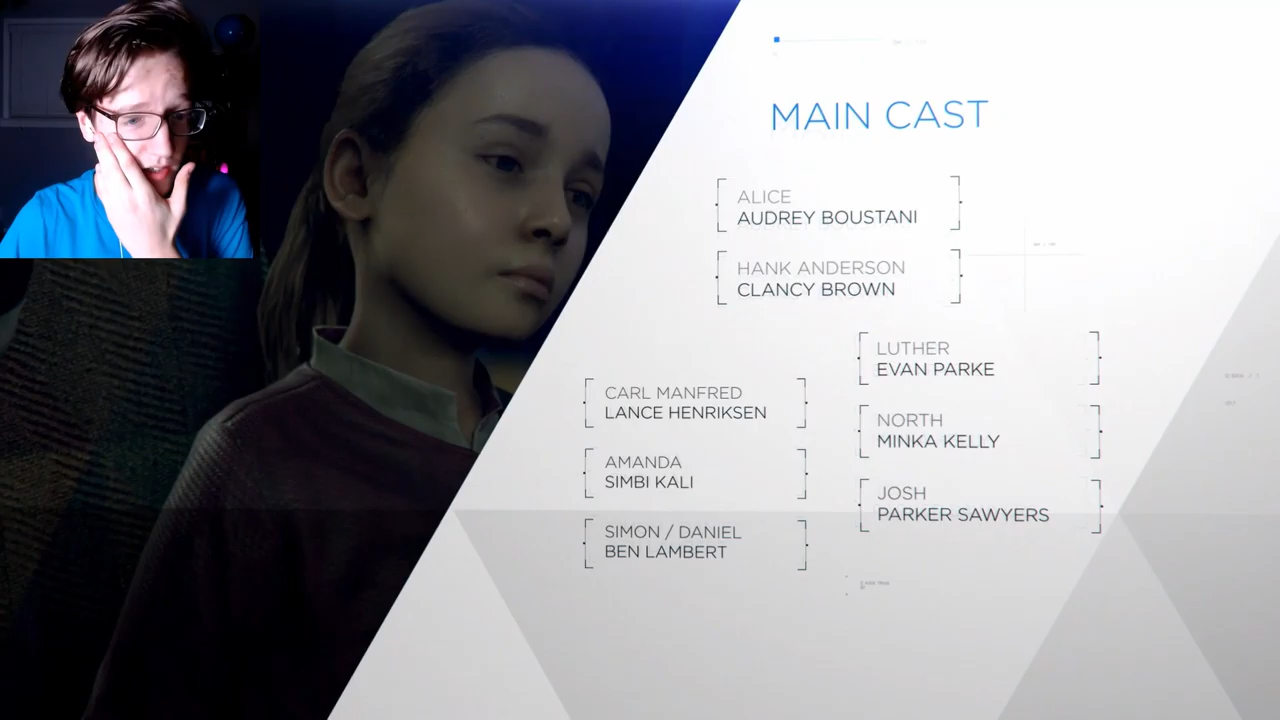 MAIN CAST
ALICE
AUDREY BOUSTANI
HANK ANDERSON
CLANCY BROWN
LUTHER
EVAN PARKE
CARL MANFRED
LANCE HENRIKSEN
NORTH
MINKA KELLY
AMANDA
SIMBI KALI
JOSH
PARKER SAWYERS
SIMON / DANIEL
BEN LAMBERT